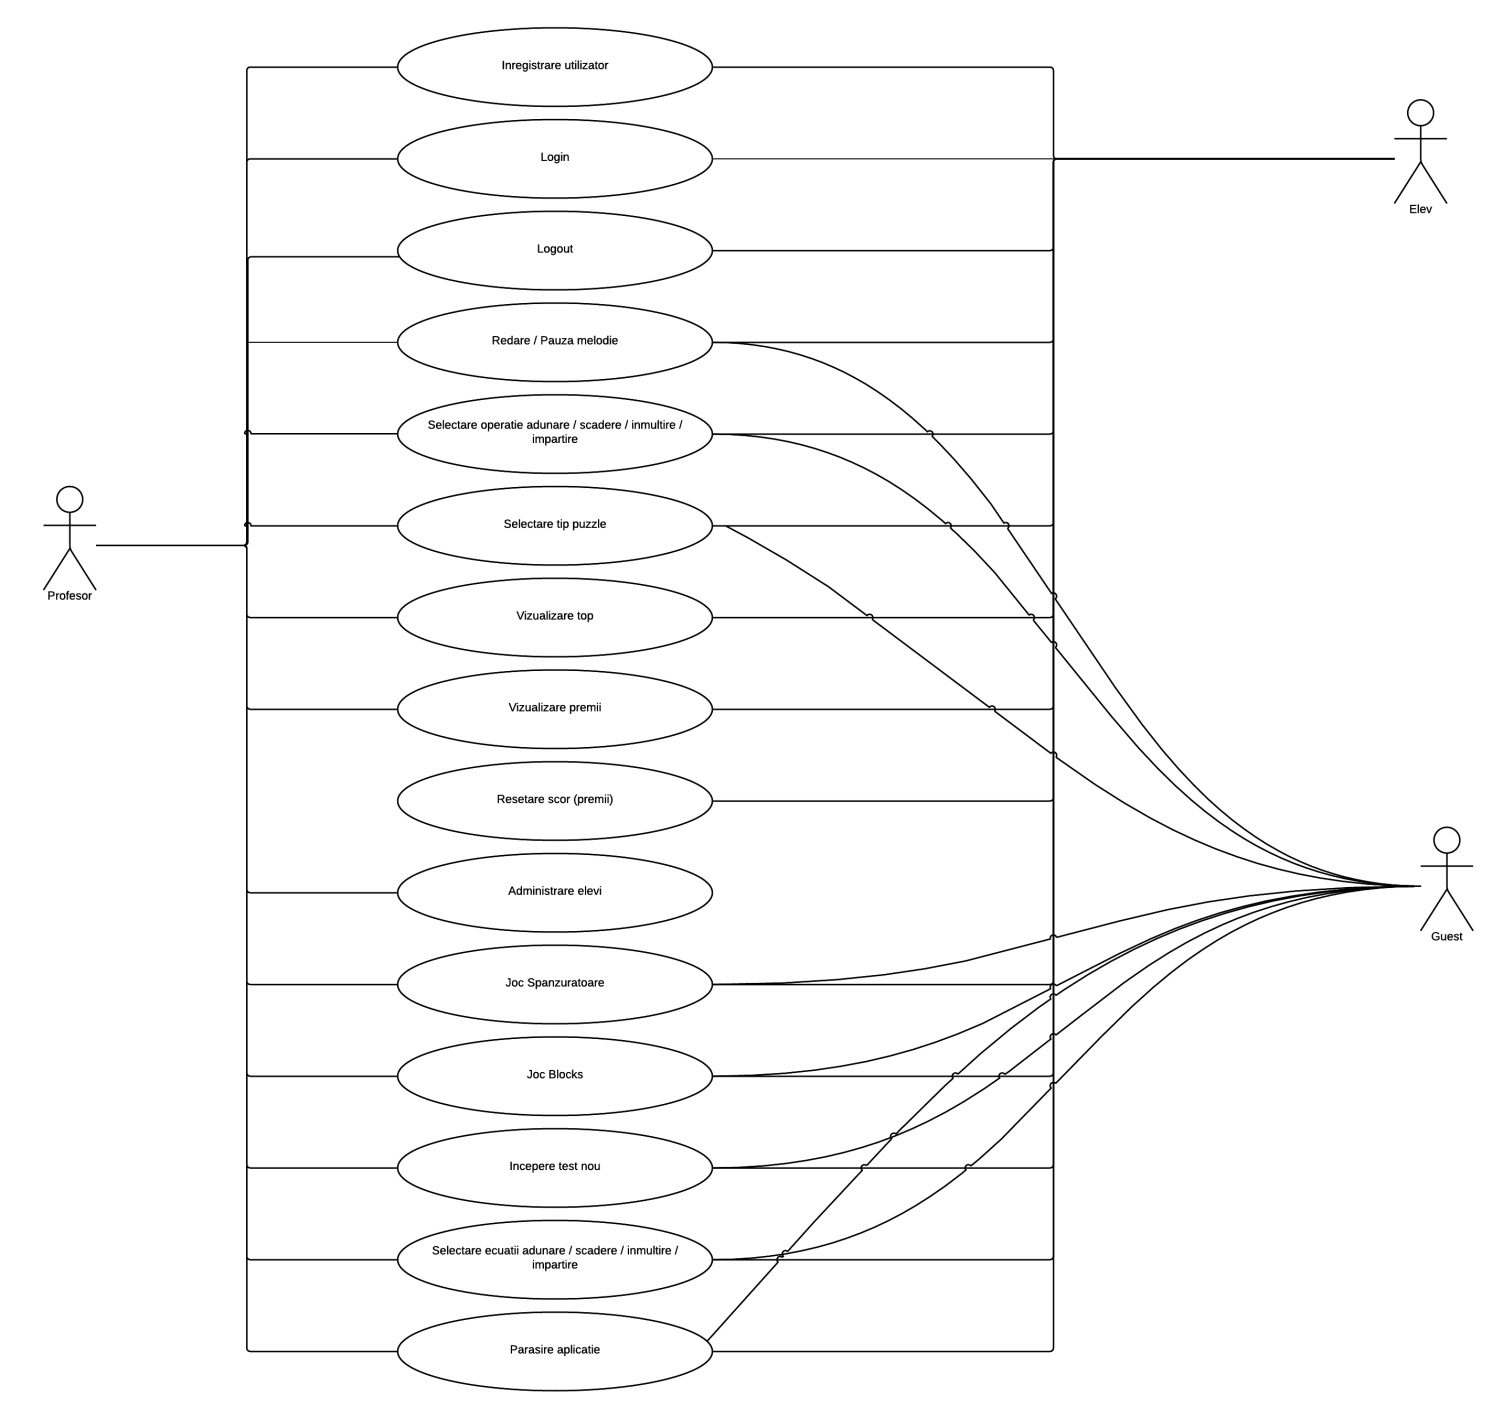 Inregistrare utilizator
Login
Elev
Logout
Redare / Pauza melodie
Selectare operatie adunare / scadere / inmultire /
impartire
Selectare tip puzzle
Profesor
Vizualizare top
Vizualizare premii
Resetare scor (premii)
Administrare elevi
Guest
Joc Spanzuratoare
Joc Blocks
Incepere test nou
Selectare ecuatii adunare / scadere / inmultire /
impartire
Parasire aplicatie